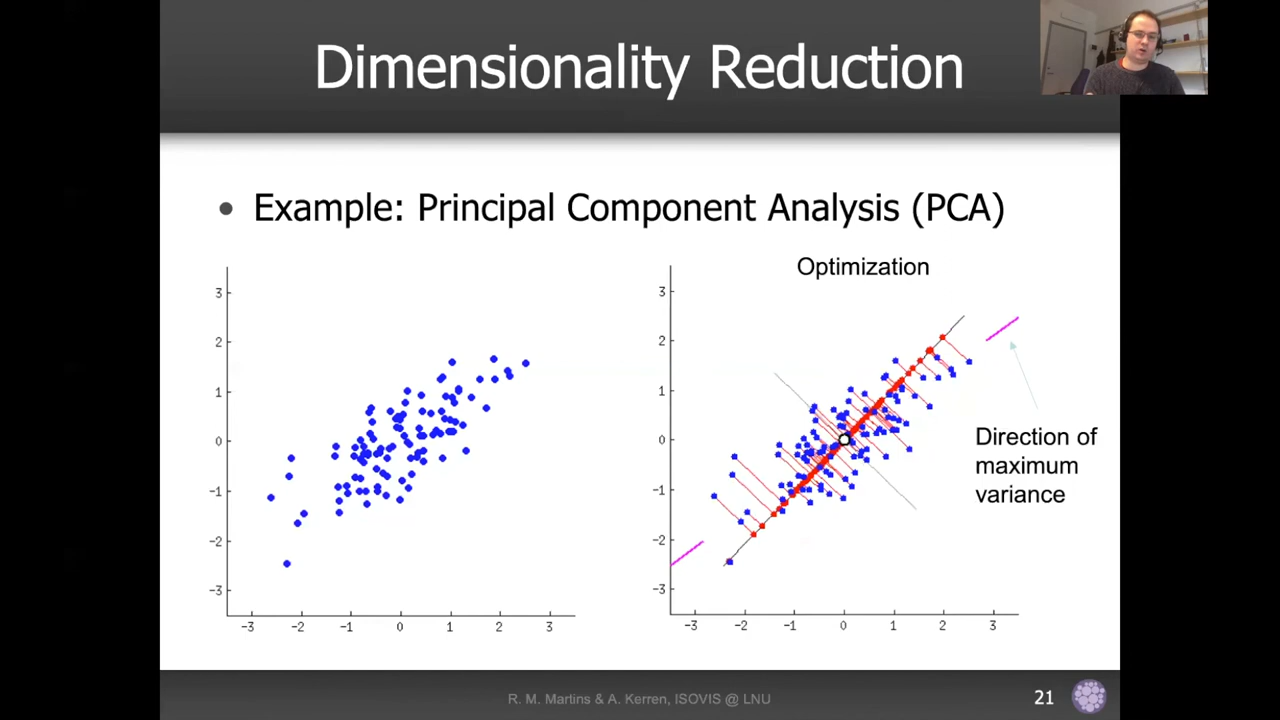 Dimensionality Reduction
• Example: Principal Component Analysis (PCA)
3
2
1
0
-1
-2
-3
-3 -2 -1 0 1 2 3
Optimization
3
2
1
0
-1
-2
-3
-3 -2 -1 0 1 2 3
Direction of
maximum
variance
R. M. Martins & A. Kerren, ISOVIS @ LNU
21